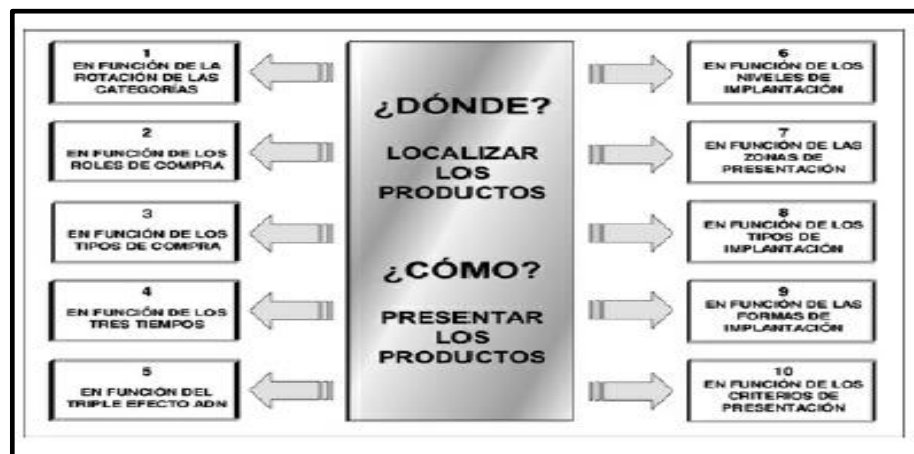 1
EN FUNCIÓN DE LA
ROTACIÓN DE LAS
CATEGORÍAS
2
EN FUNCIÓN DE LOS
ROLES DE COMPRA
3
EN FUNCIÓN DE LOS
TIPOS DE COMPRA
4
EN FUNCIÓN DE LOS
TRES TIEMPOS
5
EN FUNCIÓN DEL
TRIPLE EFECTO ADN
¿DÓNDE?
LOCALIZAR
LOS
PRODUCTOS
¿CÓMO?
PRESENTAR
LOS
PRODUCTOS
6
EN FUNCIÓN DE LOS
NIVELES DE
IMPLANTACIÓN
7
EN FUNCIÓN DE LAS
ZONAS DE
PRESENTACIÓN
8
EN FUNCIÓN DE LOS
TIPOS DE
IMPLANTACIÓN
9
EN FUNCIÓN DE LAS
FORMAS DE
IMPLANTACIÓN
10
EN FUNCIÓN DE LOS
CRITERIOS DE
PRESENTACIÓN